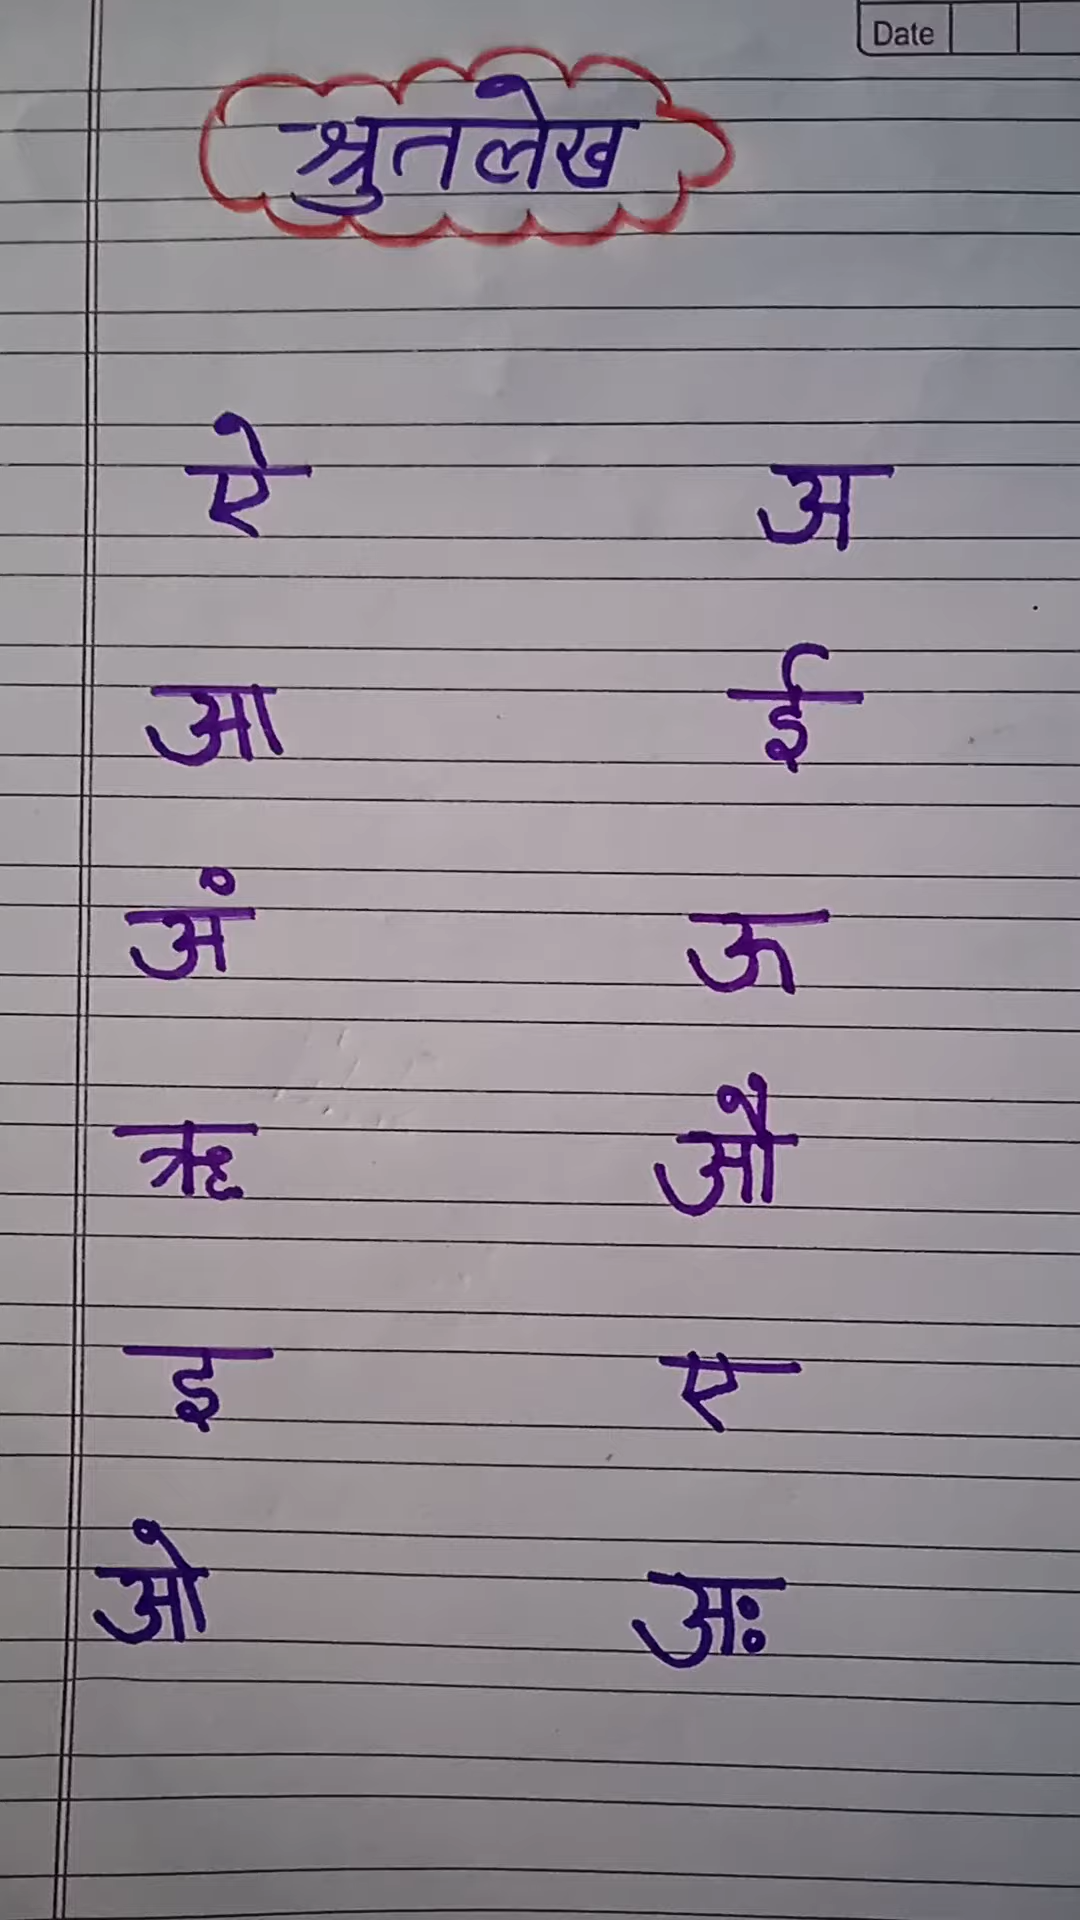 Date
श्रुतलेख
ऐ अ
आ ई
अं ऊ
ऋ औ
इ ए
ओ अः